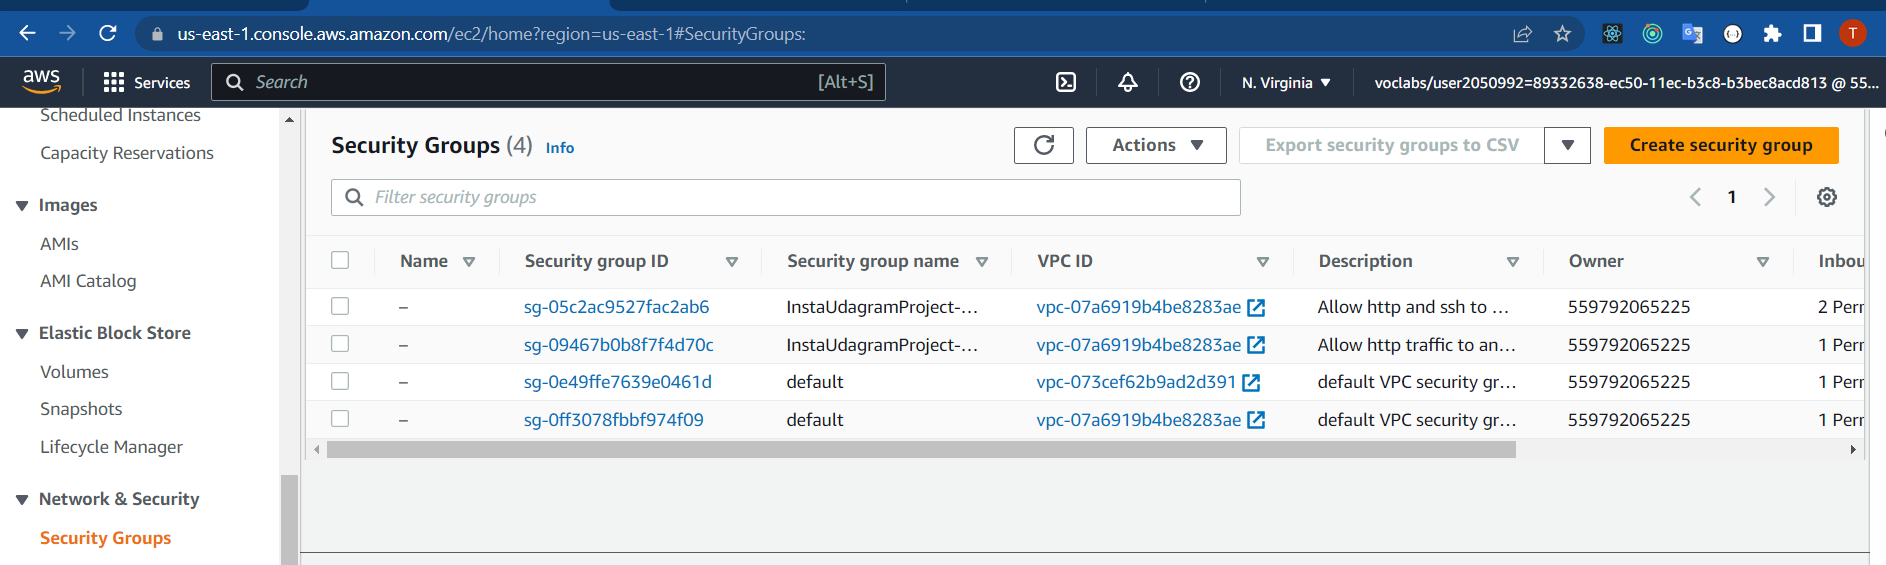 us-east-1.console.aws.amazon.com/ec2/home?region=us-east-1#SecurityGroups:
T
aws
Services
Search
[Alt+S]
N. Virginia
voclabs/user2050992=89332638-ec50-11ec-b3c8-b3bec8acd813 @ 55...
Scheduled Instances
Capacity Reservations
Images
AMIs
AMI Catalog
Elastic Block Store
Volumes
Snapshots
Lifecycle Manager
Network & Security
Security Groups
Security Groups (4) Info
Actions
Export security groups to CSV
Create security group
Filter security groups
1
Name Security group ID Security group name VPC ID Description Owner Inbou
– sg-05c2ac9527fac2ab6 InstaUdagramProject-... vpc-07a6919b4be8283ae Allow http and ssh to ... 559792065225 2 Perr
– sg-09467b0b8f7f4d70c InstaUdagramProject-... vpc-07a6919b4be8283ae Allow http traffic to an... 559792065225 1 Perr
– sg-0e49ffe7639e0461d default vpc-073cef62b9ad2d391 default VPC security gr... 559792065225 1 Perr
– sg-0ff3078fbbf974f09 default vpc-07a6919b4be8283ae default VPC security gr... 559792065225 1 Perr